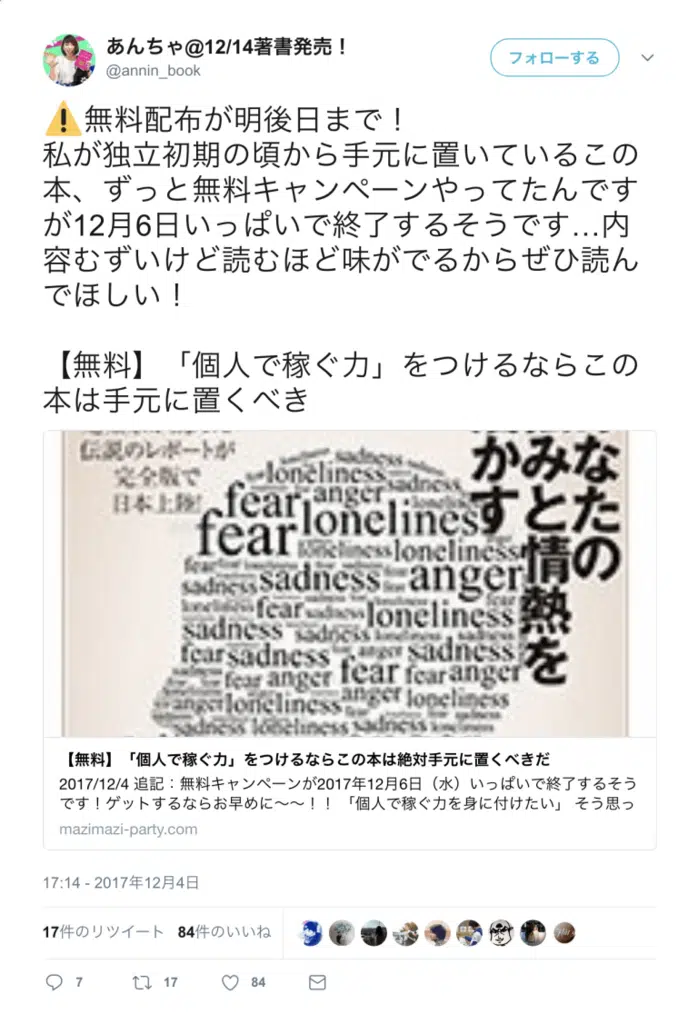 あんちゃ@12/14著書発売！
@annin_book
フォローする
⚠️無料配布が明後日まで！
私が独立初期の頃から手元に置いているこの
本、ずっと無料キャンペーンやってたんです
が12月6日いっぱいで終了するそうです…内
容むずいけど読むほど味がでるからぜひ読ん
でほしい！
【無料】「個人で稼ぐ力」をつけるならこの
本は手元に置くべき
伝説のレポートが
完全版で
日本上陸!
なたの
みと情熱を
かす
sadness
loneliness sadness
fear anger
fear loneliness
loneliness loneliness
fear
sadness sadness anger
fear sadness loneliness
sadness sadness loneliness
fear sadness anger sadness
fear anger fear fear anger
anger loneliness anger loneliness
sadness loneliness sadness loneliness
【無料】「個人で稼ぐ力」をつけるならこの本は絶対手元に置くべきだ
2017/12/4 追記：無料キャンペーンが2017年12月6日（水）いっぱいで終了するそう
です！ゲットするならお早めに〜〜！！ 「個人で稼ぐ力を身に付けたい」 そう思っ
mazimazi-party.com
17:14 - 2017年12月4日
17件のリツイート 84件のいいね
7 17 84